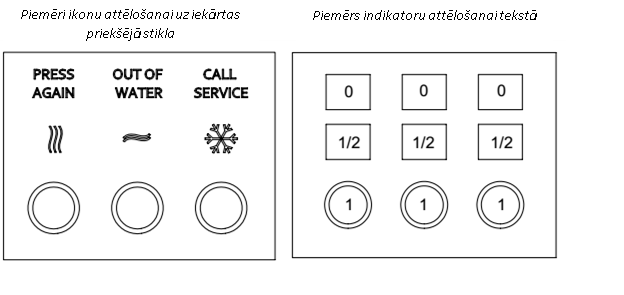 Piemēri ikonu attēlošanai uz iekārtas
priekšējā stikla
PRESS AGAIN
OUT OF WATER
CALL SERVICE
Piemērs indikatoru attēlošanai tekstā
0 0 0
1/2 1/2 1/2
1 1 1